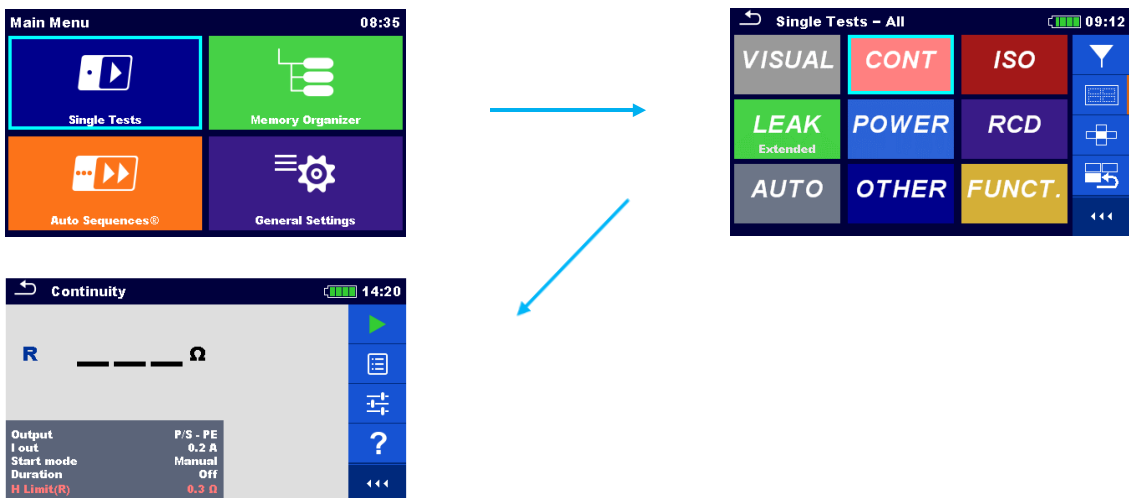 Main Menu 08:35
Single Tests Memory Organizer
Auto Sequences® General Settings
Single Tests – All 09:12
VISUAL CONT ISO
LEAK POWER RCD
Extended
AUTO OTHER FUNCT.
Continuity 14:20
R _ _ _ Ω
?
Output P/S - PE
I out 0.2 A
Start mode Manual
Duration Off
H Limit(R) 0.3 Ω